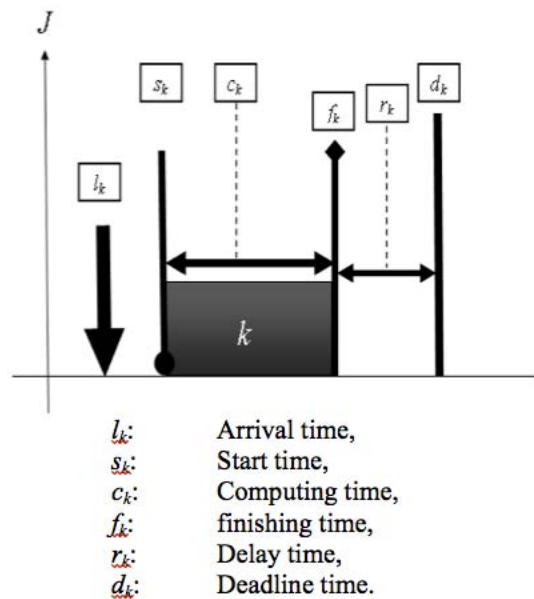 J
s_k c_k d_k
f_k r_k
l_k
k
l_k: Arrival time,
s_k: Start time,
c_k: Computing time,
f_k: finishing time,
r_k: Delay time,
d_k: Deadline time.